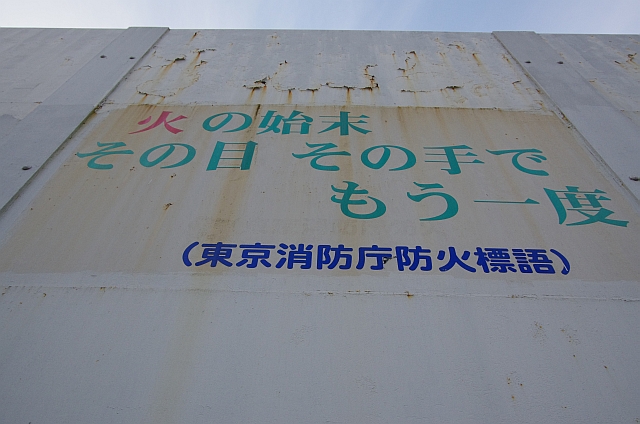 火の始末
その目 その手で
もう一度
(東京消防庁防火標語)